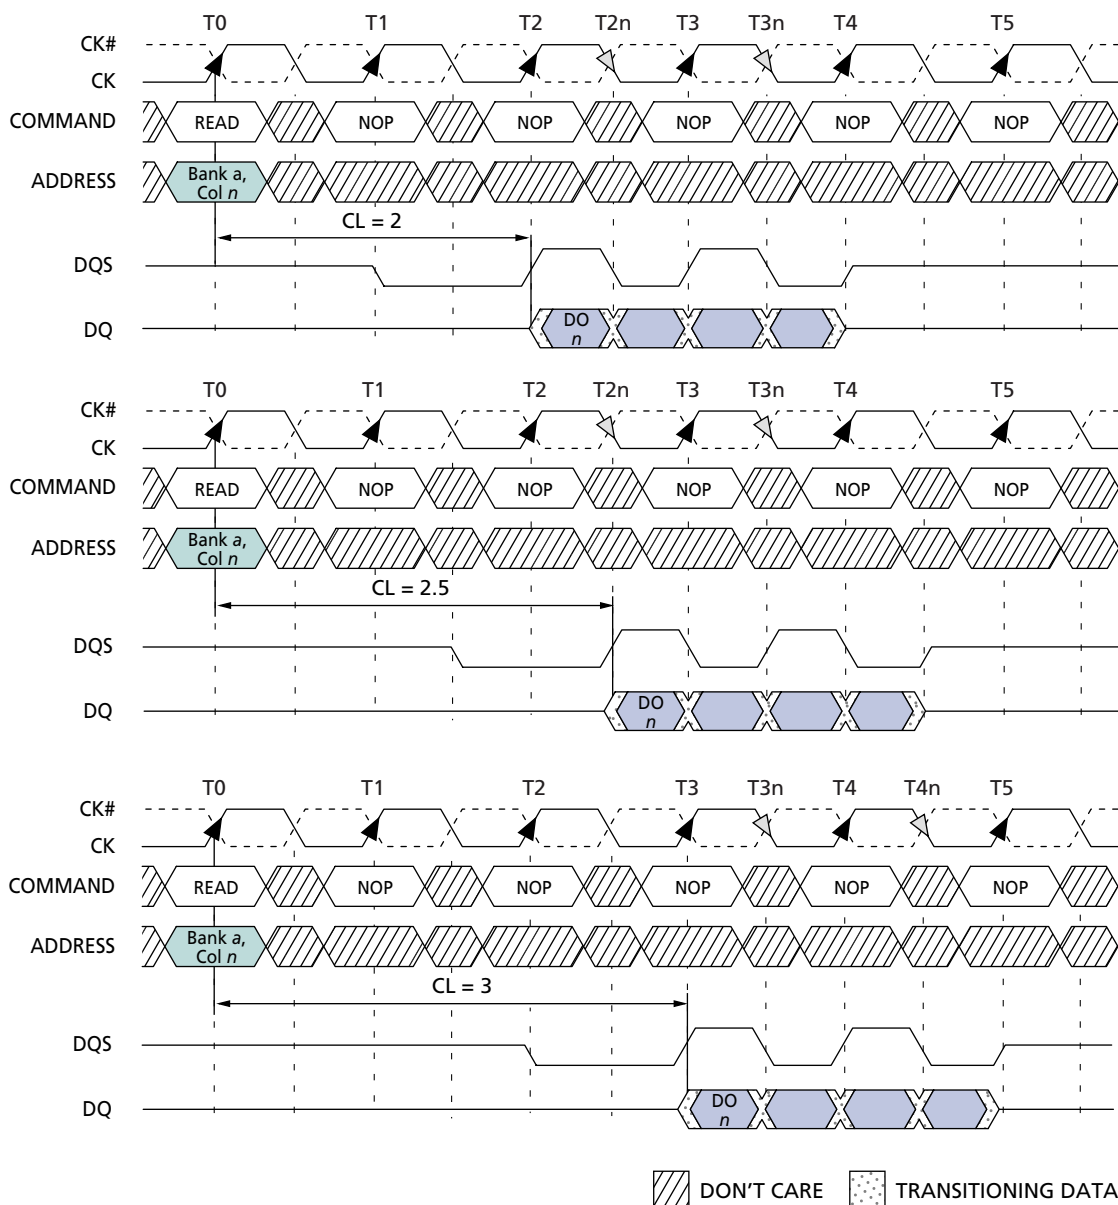 T0 T1 T2 T2n T3 T3n T4 T5
CK#
CK
COMMAND READ NOP NOP NOP NOP NOP
ADDRESS Bank a,
Col n
CL = 2
DQS
DQ DO
n
T0 T1 T2 T2n T3 T3n T4 T5
CK#
CK
COMMAND READ NOP NOP NOP NOP NOP
ADDRESS Bank a,
Col n
CL = 2.5
DQS
DQ DO
n
T0 T1 T2 T3 T3n T4 T4n T5
CK#
CK
COMMAND READ NOP NOP NOP NOP NOP
ADDRESS Bank a,
Col n
CL = 3
DQS
DQ DO
n
DON'T CARE TRANSITIONING DATA